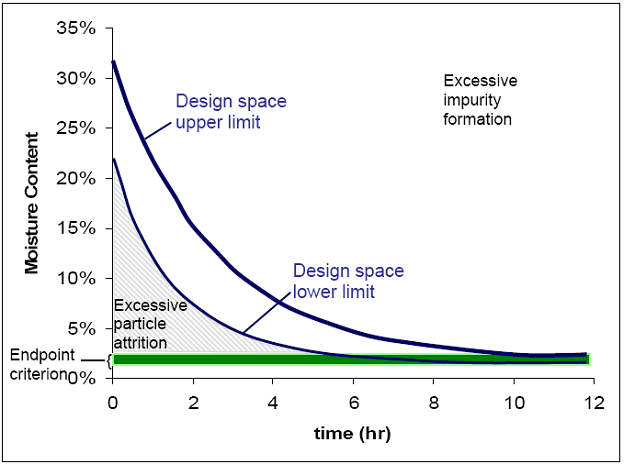 35%
30%
25%
20%
15%
10%
5%
0%
Moisture Content
Design space
upper limit
Excessive
impurity
formation
Design space
lower limit
Excessive
particle
attrition
Endpoint
criterion
0
2
4
6
8
10
12
time (hr)